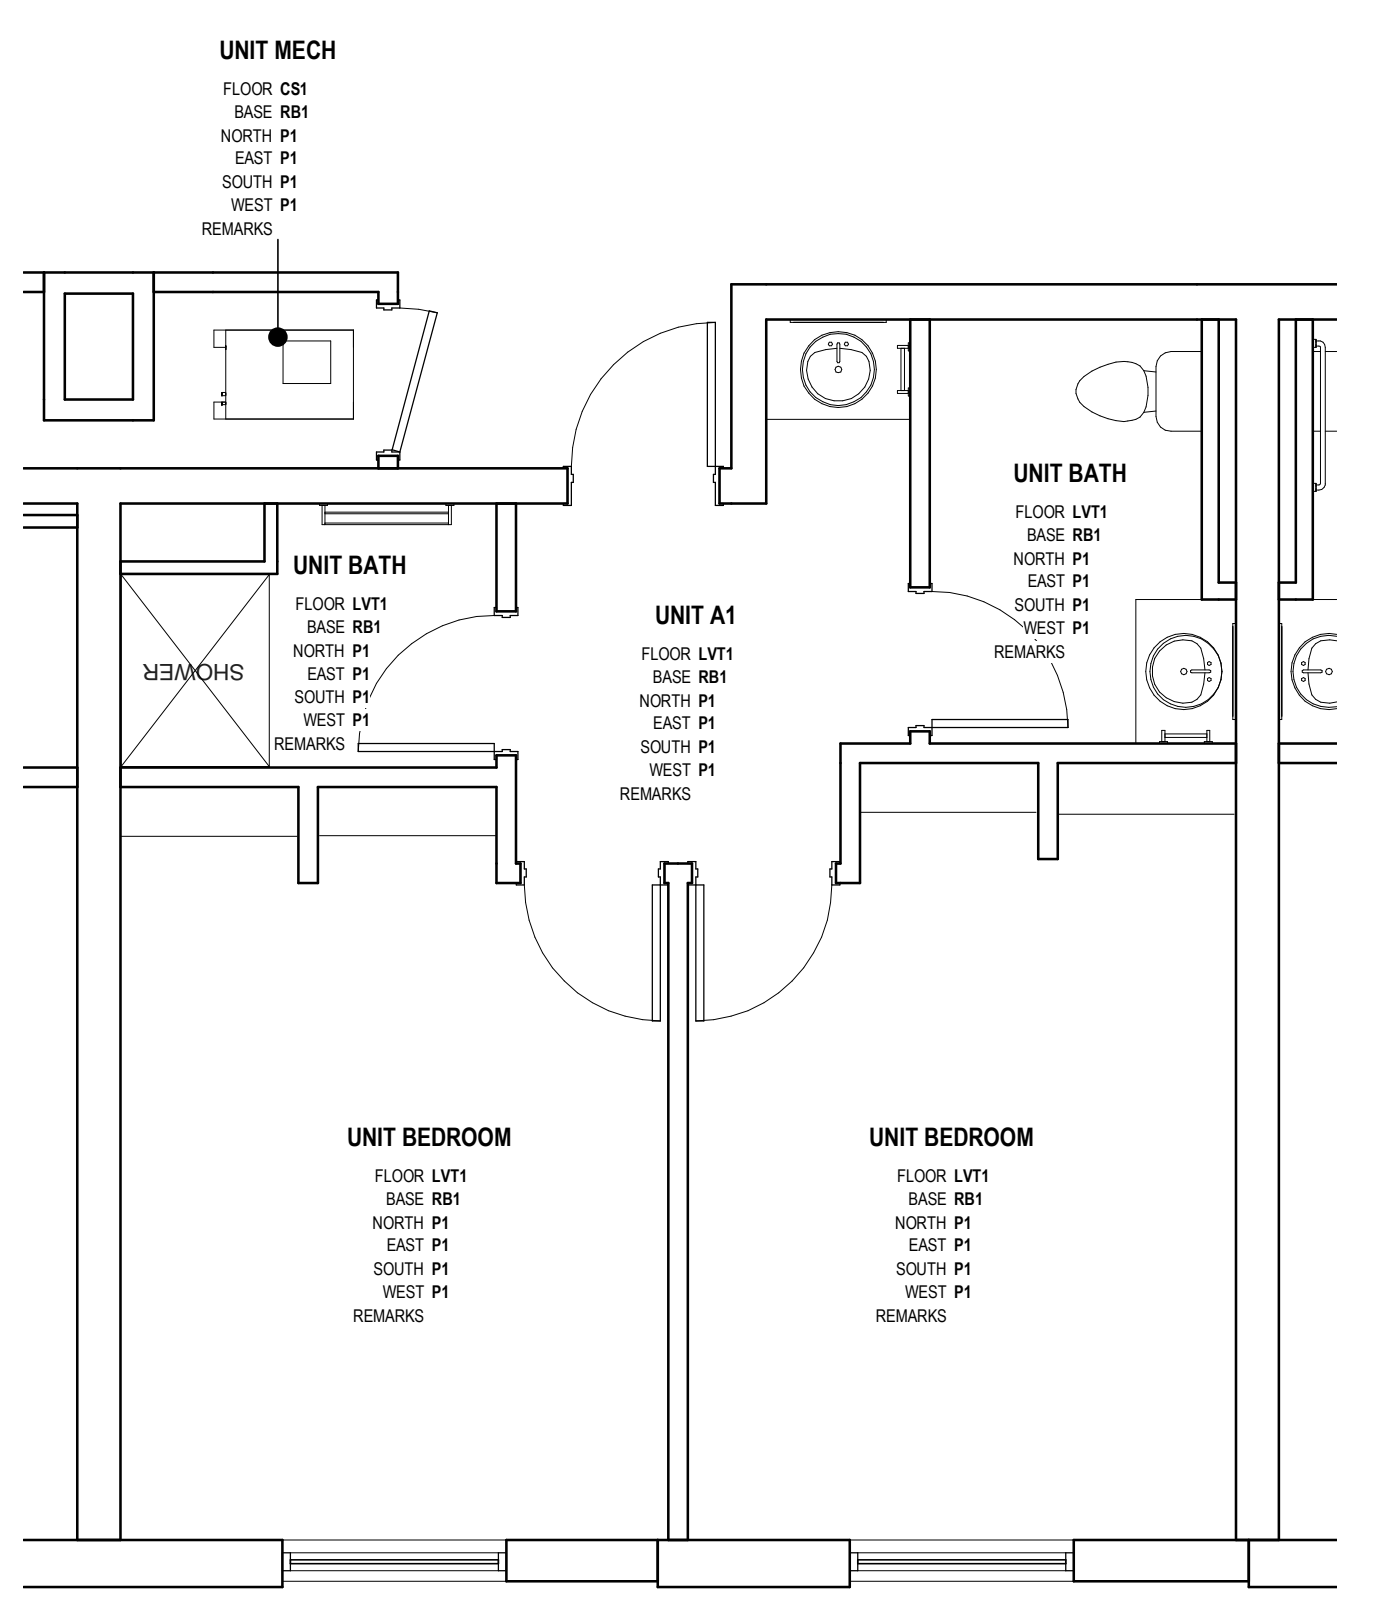 UNIT MECH
FLOOR CS1
BASE RB1
NORTH P1
EAST P1
SOUTH P1
WEST P1
REMARKS
UNIT BATH
FLOOR LVT1
BASE RB1
NORTH P1
EAST P1
SOUTH P1
WEST P1
REMARKS
UNIT BATH
FLOOR LVT1
BASE RB1
NORTH P1
EAST P1
SOUTH P1
WEST P1
REMARKS
SHOWER
UNIT A1
FLOOR LVT1
BASE RB1
NORTH P1
EAST P1
SOUTH P1
WEST P1
REMARKS
UNIT BEDROOM
FLOOR LVT1
BASE RB1
NORTH P1
EAST P1
SOUTH P1
WEST P1
REMARKS
UNIT BEDROOM
FLOOR LVT1
BASE RB1
NORTH P1
EAST P1
SOUTH P1
WEST P1
REMARKS